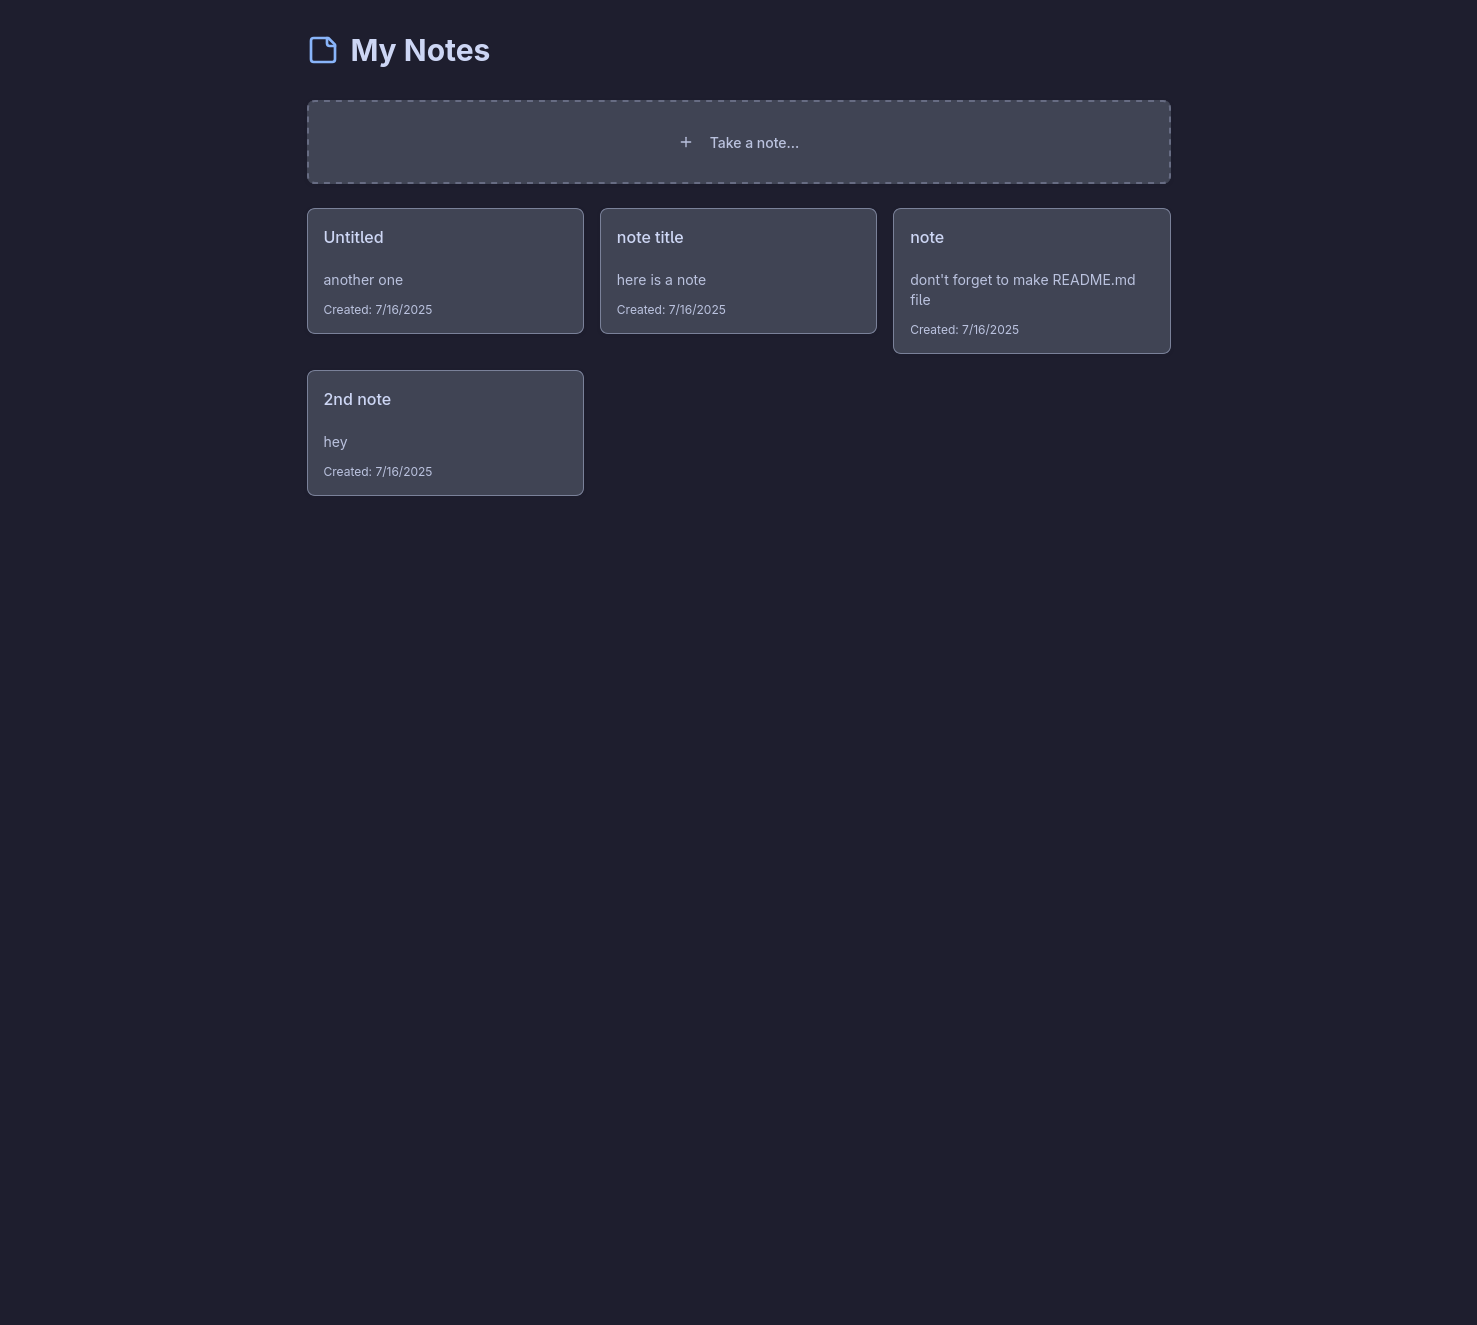 My Notes
Take a note...
Untitled
another one
Created: 7/16/2025
note title
here is a note
Created: 7/16/2025
note
dont't forget to make README.md
file
Created: 7/16/2025
2nd note
hey
Created: 7/16/2025